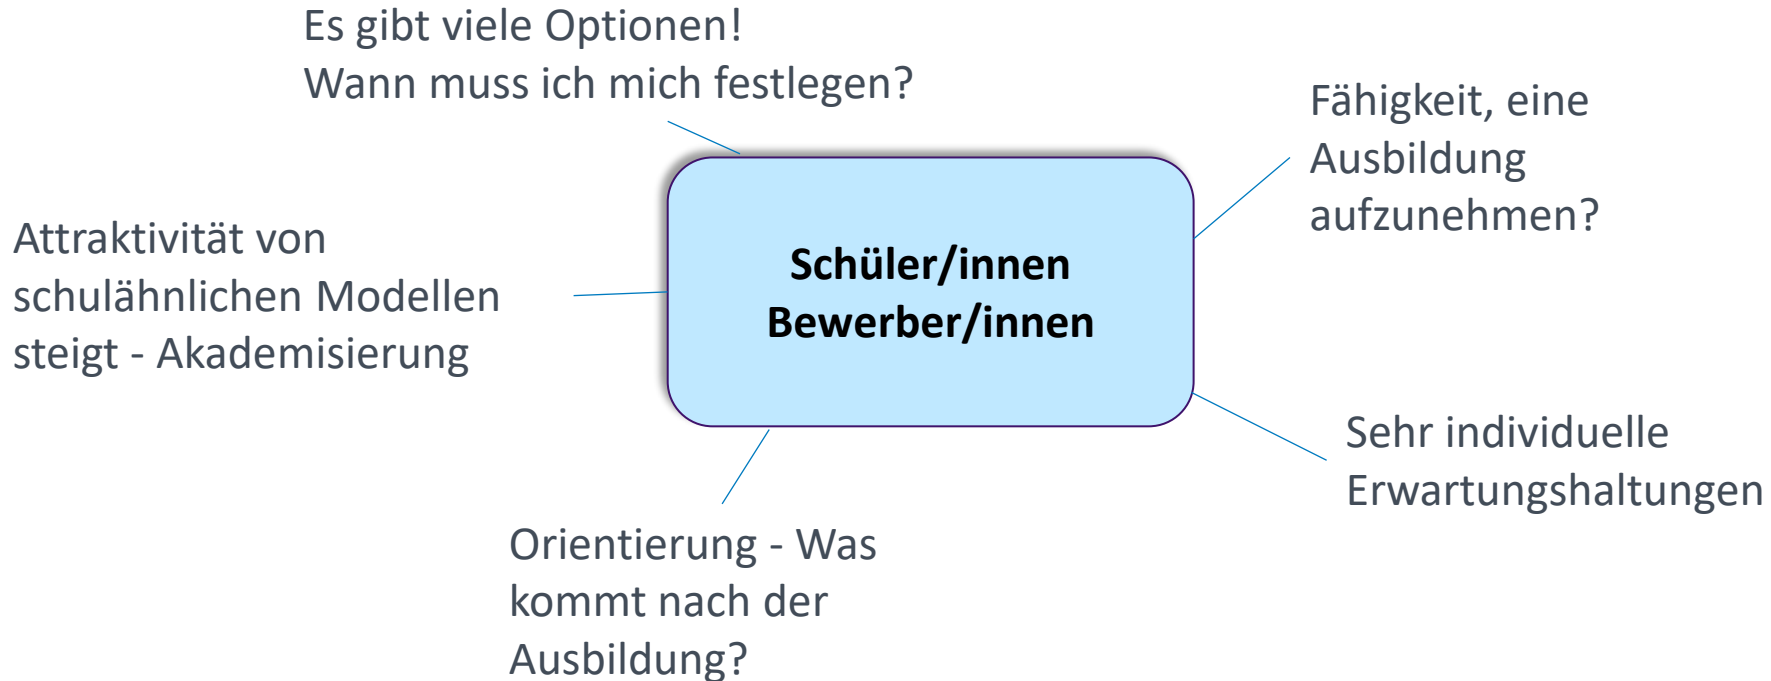 Es gibt viele Optionen!
Wann muss ich mich festlegen?
Fähigkeit, eine
Ausbildung
aufzunehmen?
Attraktivität von
schulähnlichen Modellen
steigt - Akademisierung
Schüler/innen
Bewerber/innen
Sehr individuelle
Erwartungshaltungen
Orientierung - Was
kommt nach der
Ausbildung?